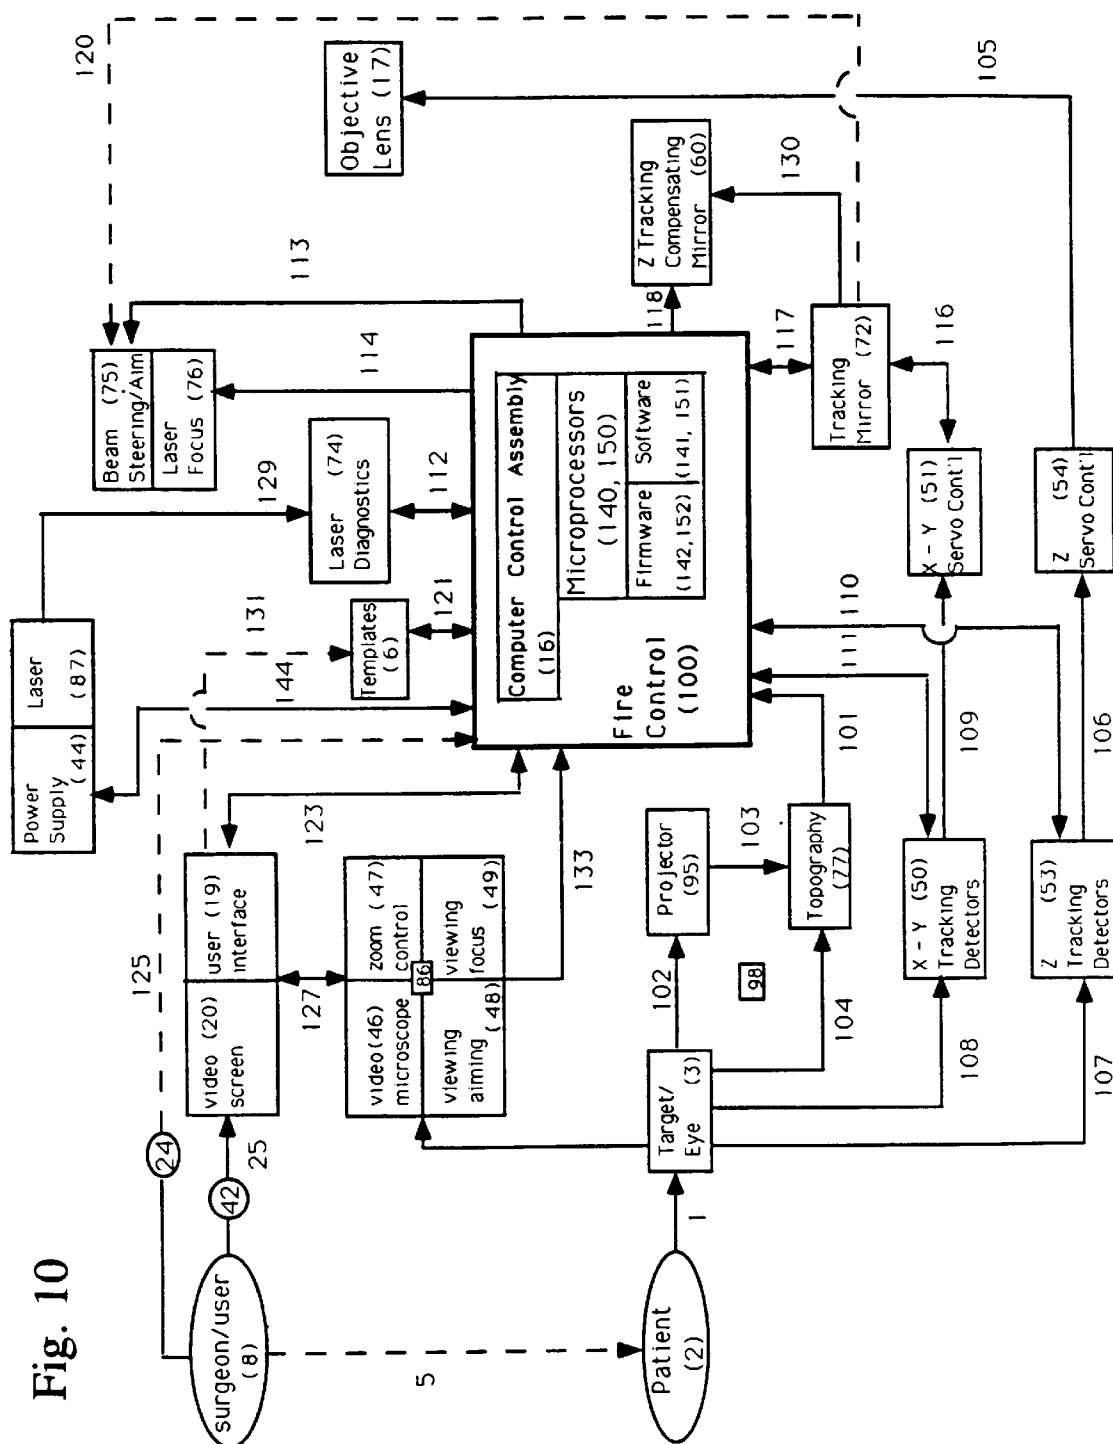 Fig. 10
surgeon/user
(8)
24
42
25
125
5
Patient
(2)
1
video (20)
screen
user (19)
interface
127
123
video(46)
microscope
zoom (47)
control
86
viewing
aiming (48)
viewing
focus (49)
133
Power
Supply
(44)
Laser
(87)
144
131
129
Templates
(6)
121
Laser (74)
Diagnostics
112
Beam (75)
Steering/Aim
Laser
Focus (76)
114
113
120
Objective
Lens (17)
105
Computer Control Assembly
(16)
Microprocessors
(140, 150)
Firmware
(142, 152)
Software
(141, 151)
Fire
Control
(100)
118
Z Tracking
Compensating
Mirror (60)
130
117
Tracking
Mirror (72)
116
Target/
Eye (3)
102
Projector
(95)
103
98
104
Topography
(77)
101
111
110
108
X - Y (50)
Tracking
Detectors
109
X - Y (51)
Servo Cont'l
107
Z (53)
Tracking
Detectors
106
Z (54)
Servo Cont'l